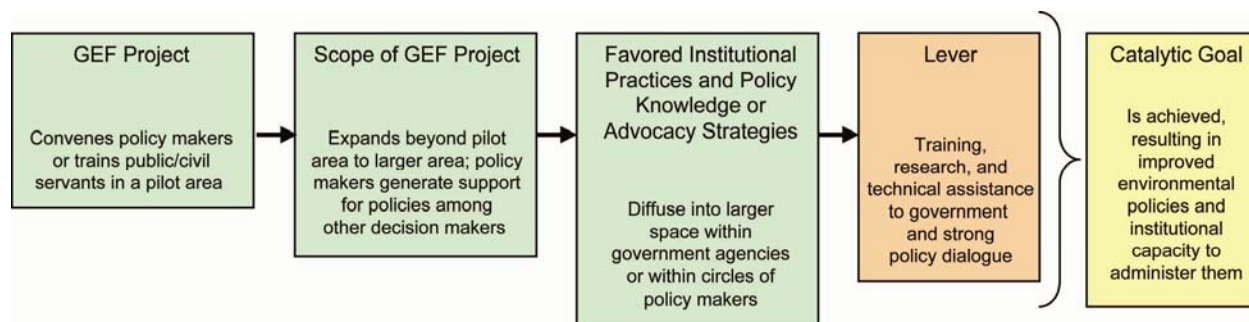 GEF Project
Convenes policy makers
or trains public/civil
servants in a pilot area
Scope of GEF Project
Expands beyond pilot
area to larger area; policy
makers generate support
for policies among
other decision makers
Favored Institutional
Practices and Policy
Knowledge or
Advocacy Strategies
Diffuse into larger
space within
government agencies
or within circles of
policy makers
Lever
Training,
research, and
technical assistance
to government
and strong
policy dialogue
Catalytic Goal
Is achieved,
resulting in
improved
environmental
policies and
institutional
capacity to
administer them